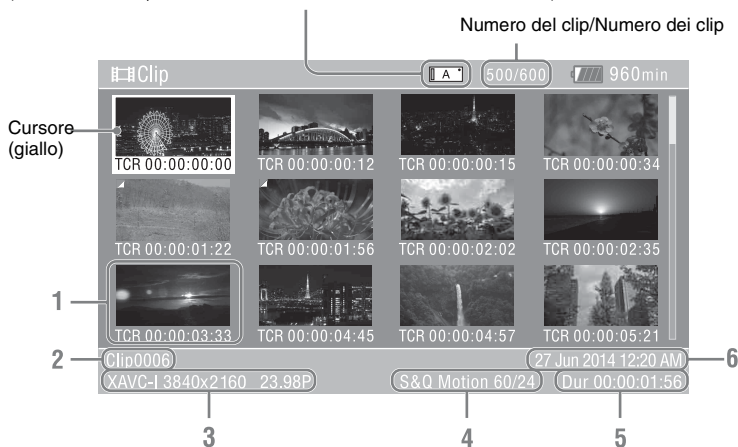 Numero del clip/Numero dei clip
Clip
A
500/600
960min
Cursore
(giallo)
TCR 00:00:00:00
TCR 00:00:00:12
TCR 00:00:00:15
TCR 00:00:00:34
TCR 00:00:01:22
TCR 00:00:01:56
TCR 00:00:02:02
TCR 00:00:02:35
1
TCR 00:00:03:33
TCR 00:00:04:45
TCR 00:00:04:57
TCR 00:00:05:21
2
Clip0006
27 Jun 2014 12:20 AM
6
XAVC-I 3840x2160 23.98P
S&Q Motion 60/24
Dur 00:00:01:56
3
4
5